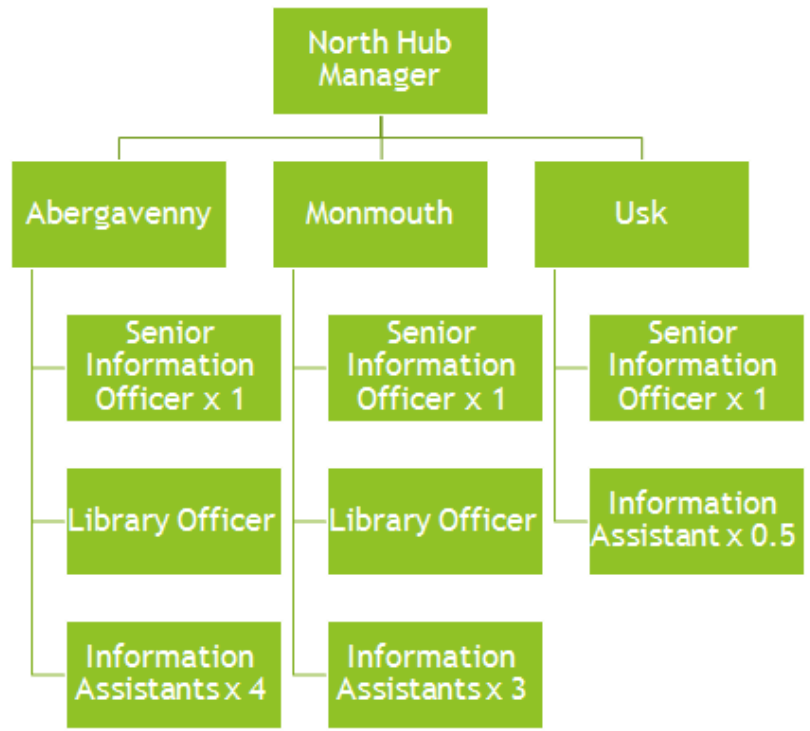 North Hub
Manager
Abergavenny
Monmouth
Usk
Senior
Information
Officer x 1
Library Officer
Information
Assistants x 4
Senior
Information
Officer x 1
Library Officer
Information
Assistants x 3
Senior
Information
Officer x 1
Information
Assistant x 0.5